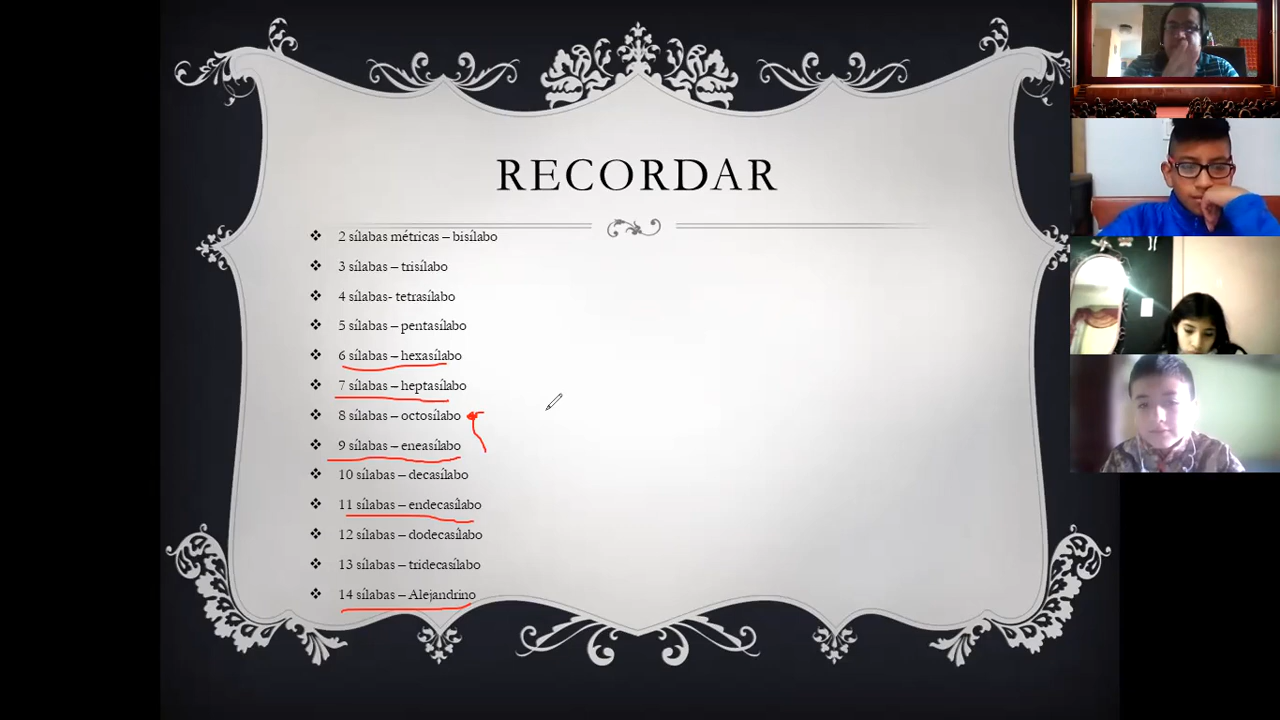 RECORDAR
2 sílabas métricas – bisílabo
3 sílabas – trisílabo
4 sílabas- tetrasílabo
5 sílabas – pentasílabo
6 sílabas – hexasílabo
7 sílabas – heptasílabo
8 sílabas – octosílabo
9 sílabas – eneasílabo
10 sílabas – decasílabo
11 sílabas – endecasílabo
12 sílabas – dodecasílabo
13 sílabas – tridecasílabo
14 sílabas – Alejandrino